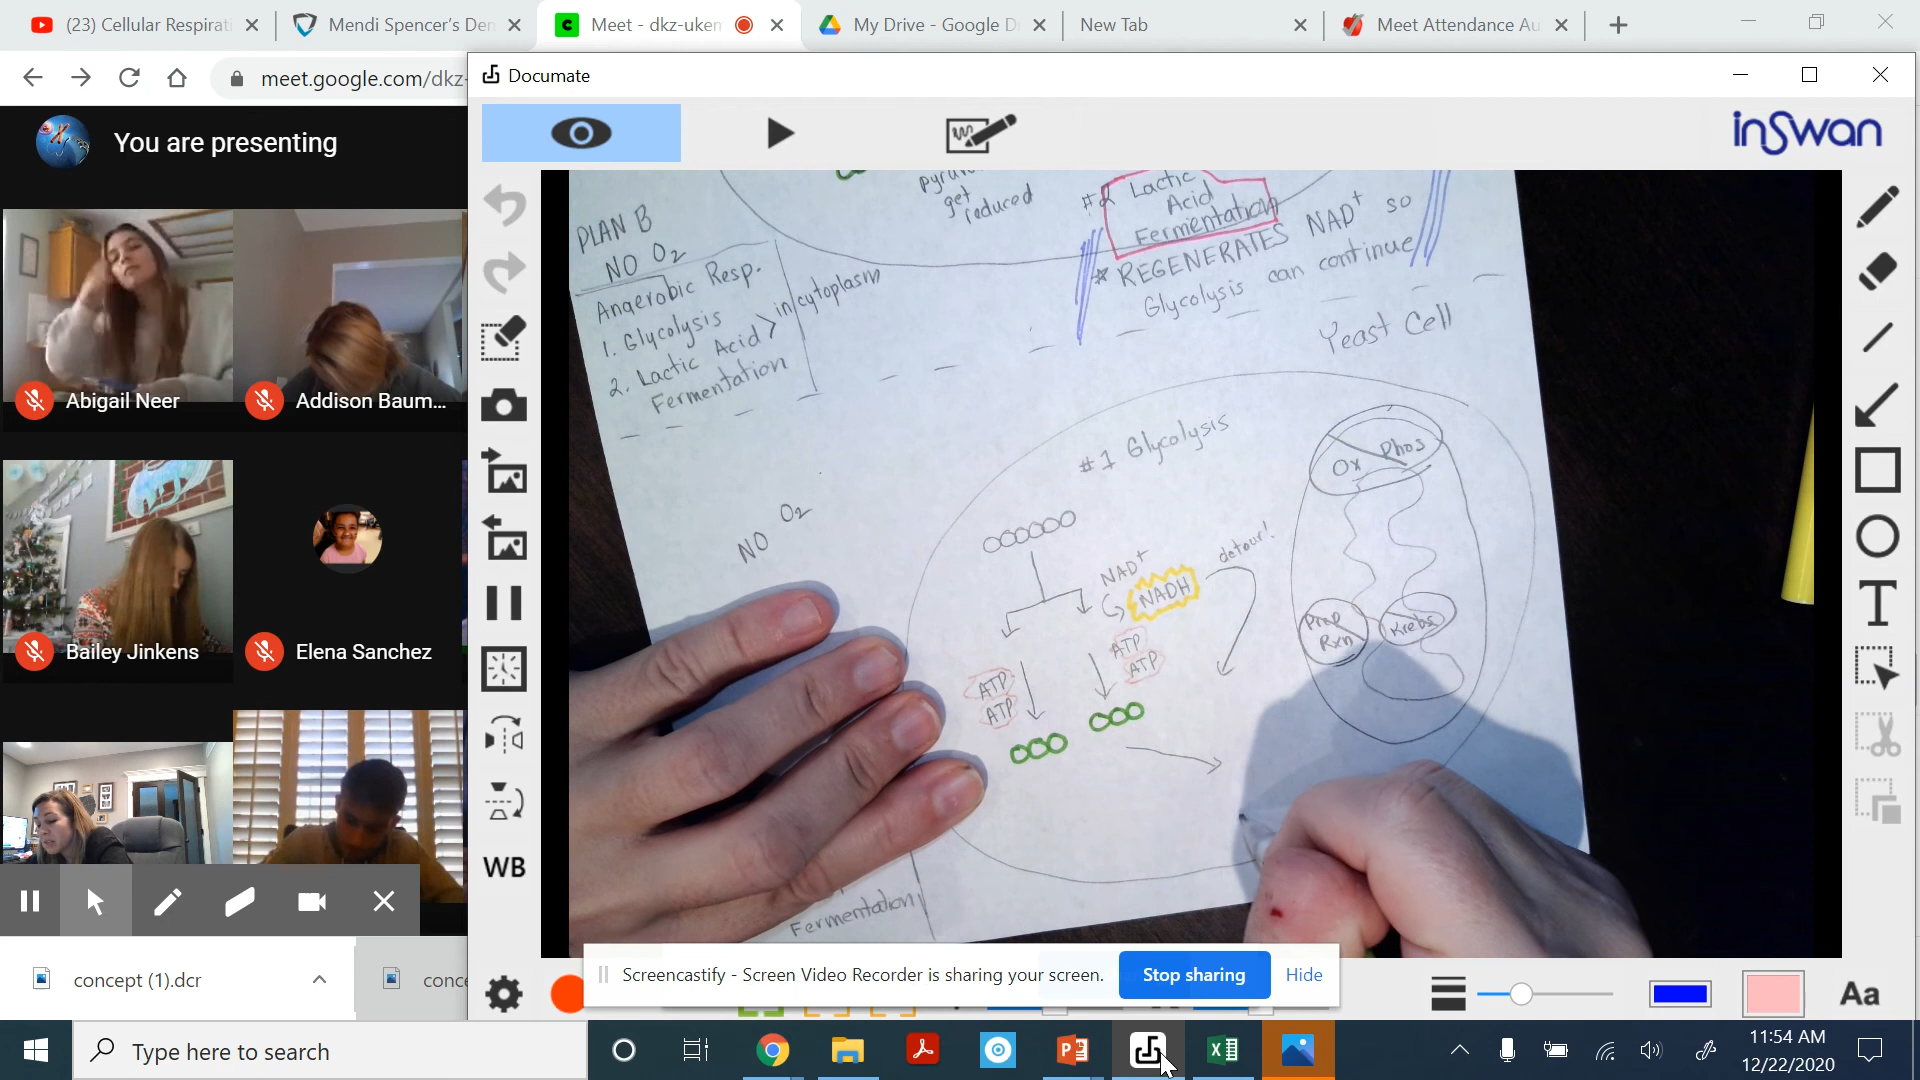 (23) Cellular Respirati
Mendi Spencer's Den
Meet - dkz-uken
My Drive - Google D
New Tab
Meet Attendance Au
meet.google.com/dkz-
Documate
You are presenting
inSwan
Abigail Neer
Addison Baum...
Bailey Jinkens
Elena Sanchez
get
reduced
#2 Lactic
Acid
Fermentation
* REGENERATES NAD+ so
Glycolysis can continue
PLAN B
NO O2
Anaerobic Resp.
1. Glycolysis
2. Lactic Acid > in cytoplasm
Fermentation
Yeast Cell
#1 Glycolysis
NO O2
Ox Phos
NAD+
NADH
detour!
Prep
Rxn
Krebs
ATP
ATP
ATP
ATP
Fermentation
WB
T
concept (1).dcr
conce
Screencastify - Screen Video Recorder is sharing your screen.
Stop sharing
Hide
Aa
Type here to search
11:54 AM
12/22/2020